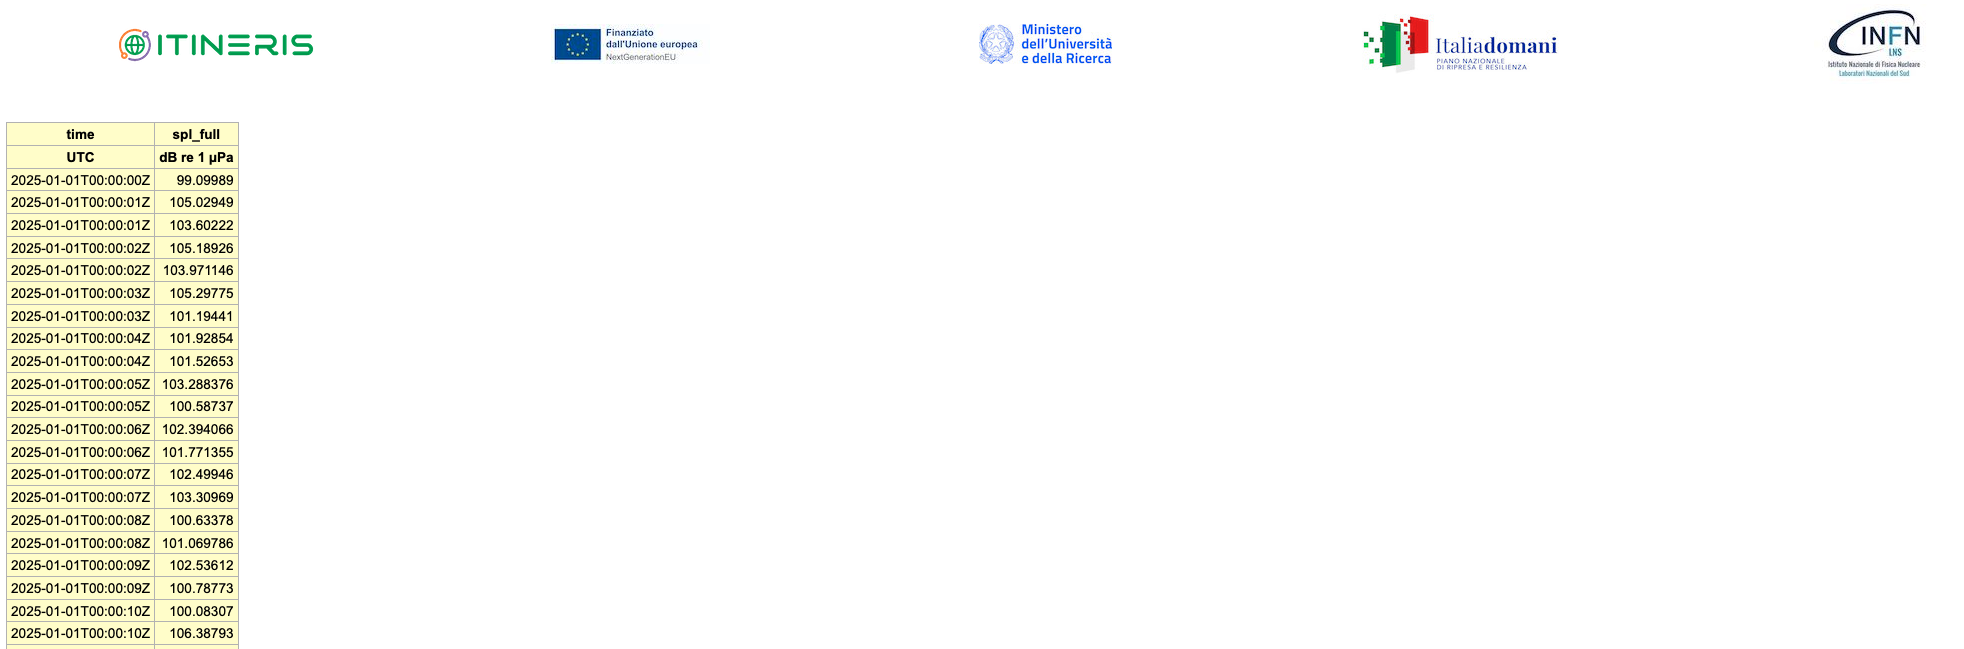 ITINERIS
Finanziato
dall'Unione europea
NextGenerationEU
Ministero
dell'Università
e della Ricerca
Italiadomani
PIANO NAZIONALE
DI RIPRESA E RESILIENZA
INFN
LNS
Istituto Nazionale di Fisica Nucleare
Laboratori Nazionali del Sud
time spl_full
UTC dB re 1 µPa
2025-01-01T00:00:00Z 99.09989
2025-01-01T00:00:01Z 105.02949
2025-01-01T00:00:01Z 103.60222
2025-01-01T00:00:02Z 105.18926
2025-01-01T00:00:02Z 103.971146
2025-01-01T00:00:03Z 105.29775
2025-01-01T00:00:03Z 101.19441
2025-01-01T00:00:04Z 101.92854
2025-01-01T00:00:04Z 101.52653
2025-01-01T00:00:05Z 103.288376
2025-01-01T00:00:05Z 100.58737
2025-01-01T00:00:06Z 102.394066
2025-01-01T00:00:06Z 101.771355
2025-01-01T00:00:07Z 102.49946
2025-01-01T00:00:07Z 103.30969
2025-01-01T00:00:08Z 100.63378
2025-01-01T00:00:08Z 101.069786
2025-01-01T00:00:09Z 102.53612
2025-01-01T00:00:09Z 100.78773
2025-01-01T00:00:10Z 100.08307
2025-01-01T00:00:10Z 106.38793